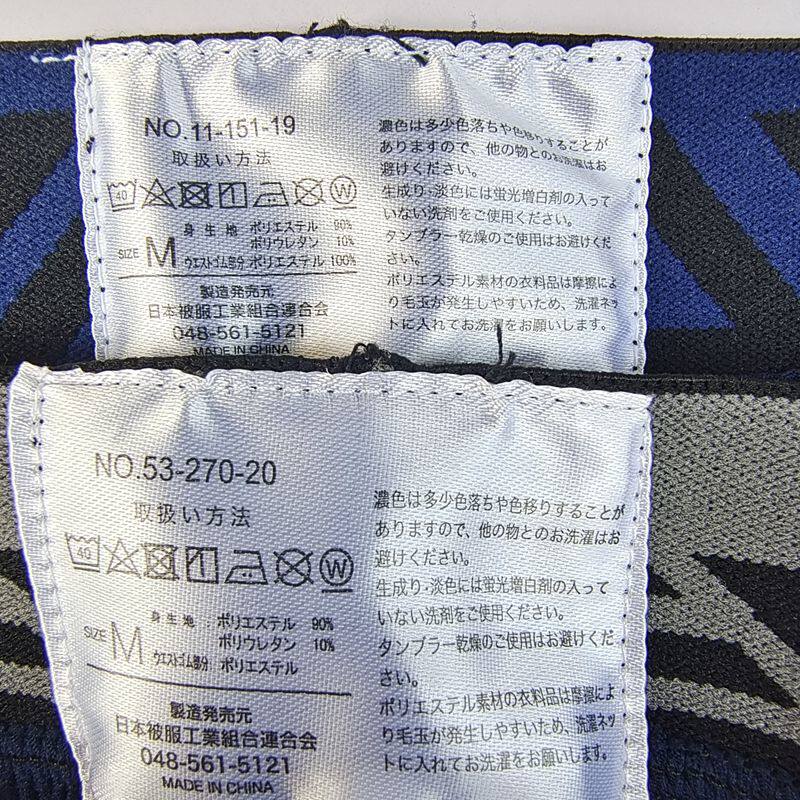 NO.11-151-19
取扱い方法
40
W
SIZE M
身生地 : ポリエステル 90%
ポリウレタン 10%
ウエストゴム部分 : ポリエステル 100%
製造発売元
日本被服工業組合連合会
048-561-5121
MADE IN CHINA
濃色は多少色落ちや色移りすることが
ありますので、他の物とのお洗濯はお
避けください。
生成り・淡色には蛍光増白剤の入って
いない洗剤をご使用ください。
タンブラー乾燥のご使用はお避けくだ
さい。
ポリエステル素材の衣料品は摩擦によ
り毛玉が発生しやすいため、洗濯ネッ
トに入れてお洗濯をお願いします。
NO.53-270-20
取扱い方法
40
W
SIZE M
身生地 : ポリエステル 90%
ポリウレタン 10%
ウエストゴム部分 : ポリエステル
製造発売元
日本被服工業組合連合会
048-561-5121
MADE IN CHINA
濃色は多少色落ちや色移りすることが
ありますので、他の物とのお洗濯はお
避けください。
生成り・淡色には蛍光増白剤の入って
いない洗剤をご使用ください。
タンブラー乾燥のご使用はお避けくだ
さい。
ポリエステル素材の衣料品は摩擦によ
り毛玉が発生しやすいため、洗濯ネッ
トに入れてお洗濯をお願いします。